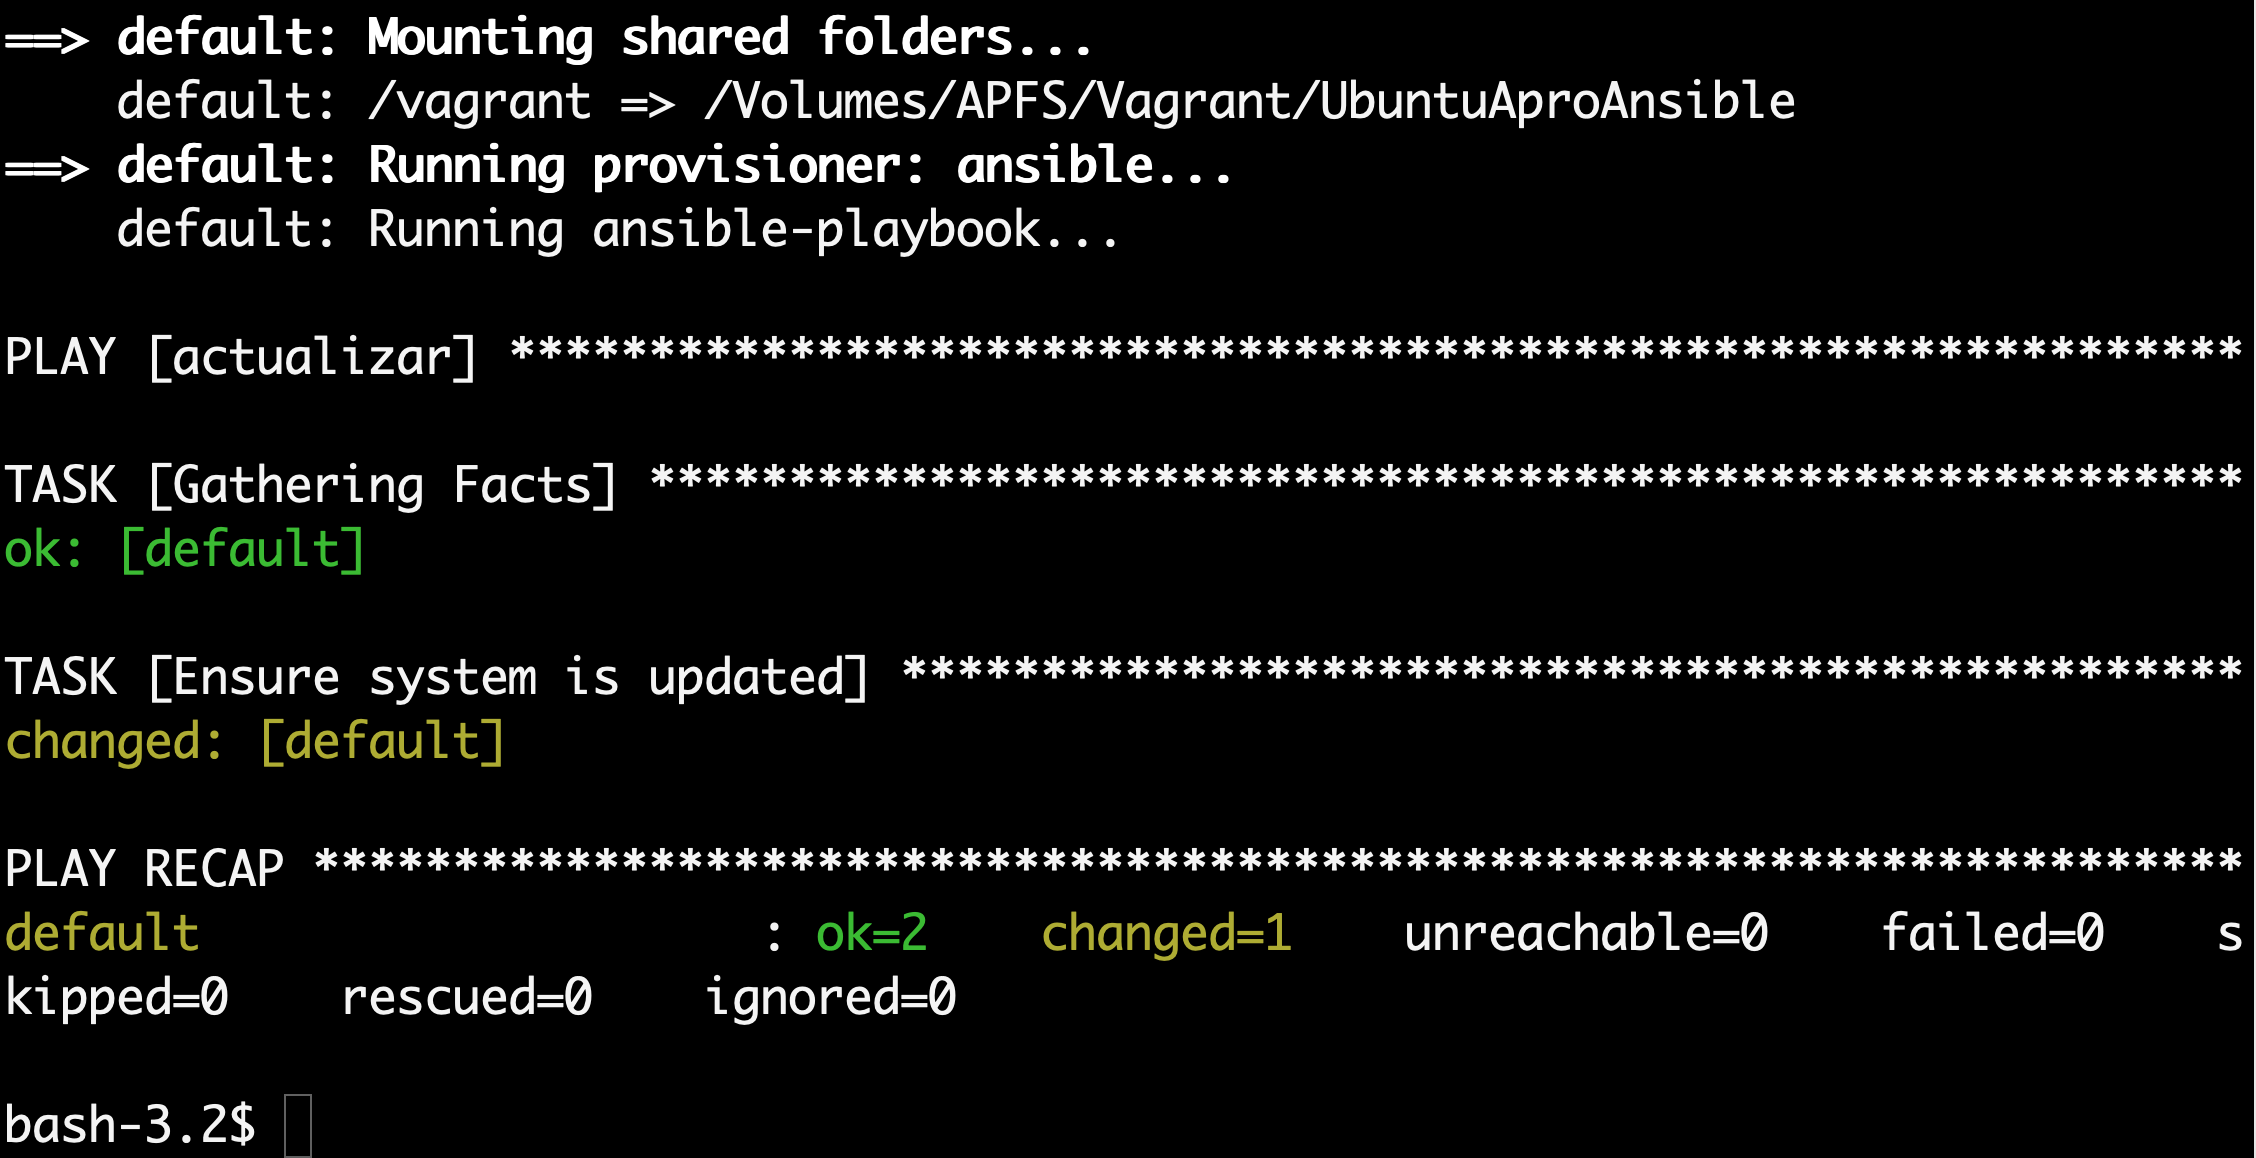 ==> default: Mounting shared folders...
    default: /vagrant => /Volumes/APFS/Vagrant/UbuntuAproAnsible
==> default: Running provisioner: ansible...
    default: Running ansible-playbook...
PLAY [actualizar] **************************************************************
TASK [Gathering Facts] *********************************************************
ok: [default]
TASK [Ensure system is updated] ************************************************
changed: [default]
PLAY RECAP *********************************************************************
default                    : ok=2    changed=1    unreachable=0    failed=0    s
kipped=0    rescued=0    ignored=0
bash-3.2$